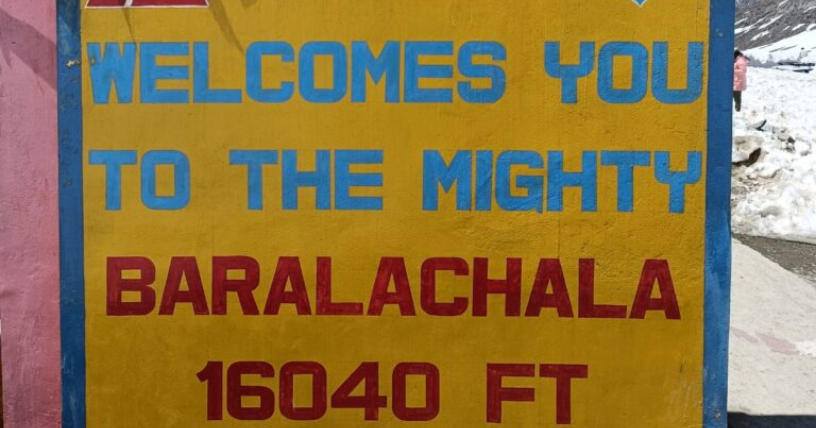 WELCOMES YOU
TO THE MIGHTY
BARALACHALA
16040 FT